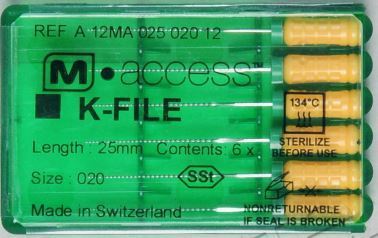 REF A 12MA 025 020 12
M•access™
K-FILE
134°C
Length : 25mm Contents: 6 x
STERILIZE
BEFORE USE
Size : 020
SSt
Made in Switzerland
NONRETURNABLE
IF SEAL IS BROKEN